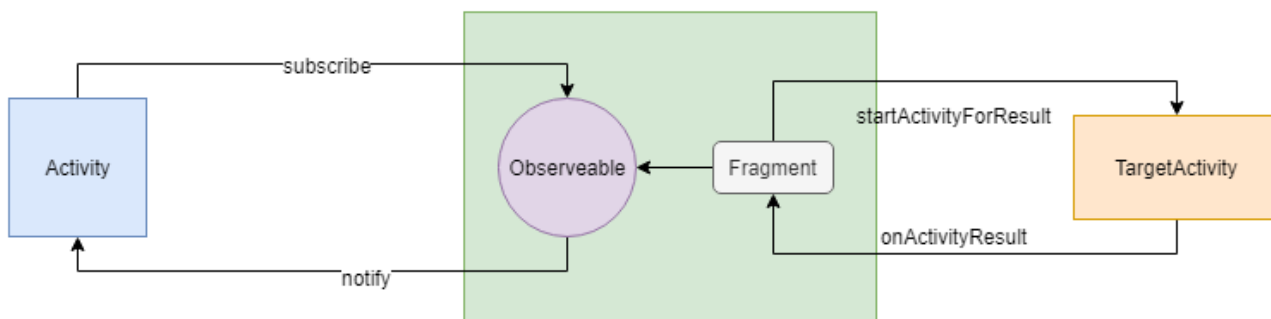 subscribe
startActivityForResult
Activity
Observeable
Fragment
TargetActivity
onActivityResult
notify